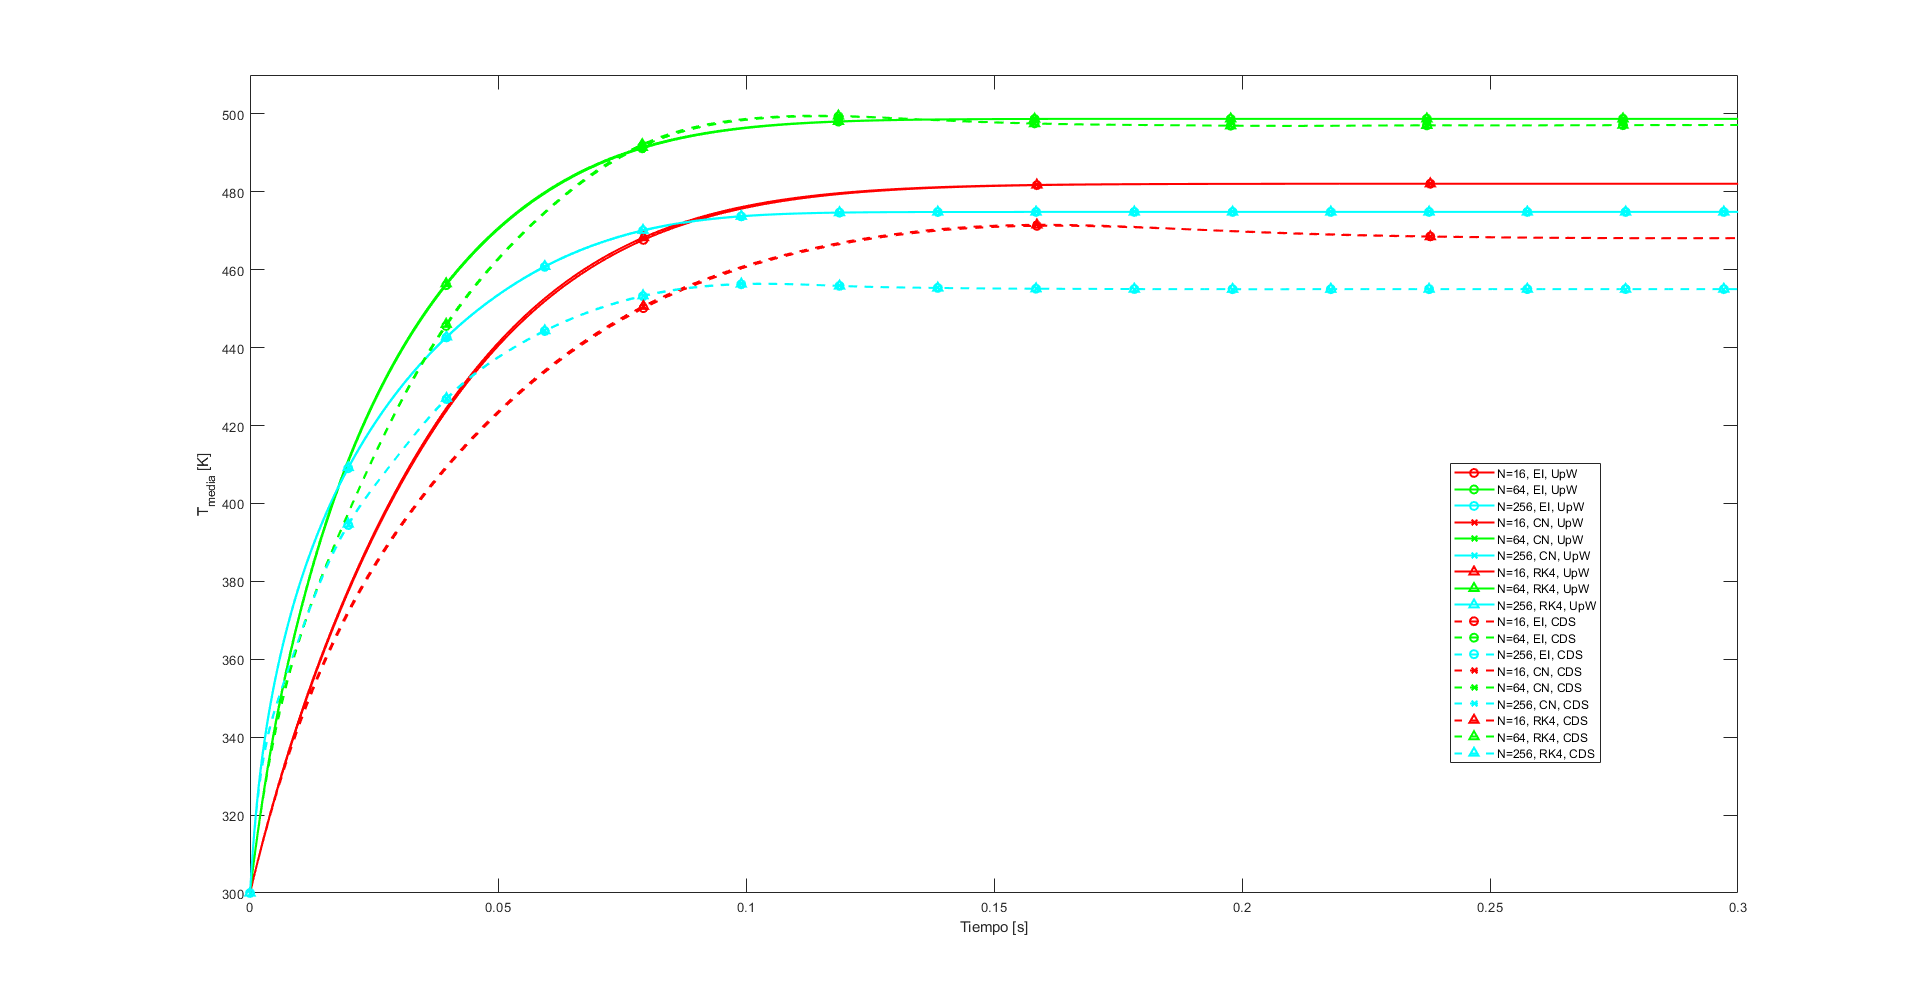 500
480
460
440
420
400
380
360
340
320
300
T_media [K]
0 0.05 0.1 0.15 0.2 0.25 0.3
Tiempo [s]
N=16, EI, UpW
N=64, EI, UpW
N=256, EI, UpW
N=16, CN, UpW
N=64, CN, UpW
N=256, CN, UpW
N=16, RK4, UpW
N=64, RK4, UpW
N=256, RK4, UpW
N=16, EI, CDS
N=64, EI, CDS
N=256, EI, CDS
N=16, CN, CDS
N=64, CN, CDS
N=256, CN, CDS
N=16, RK4, CDS
N=64, RK4, CDS
N=256, RK4, CDS